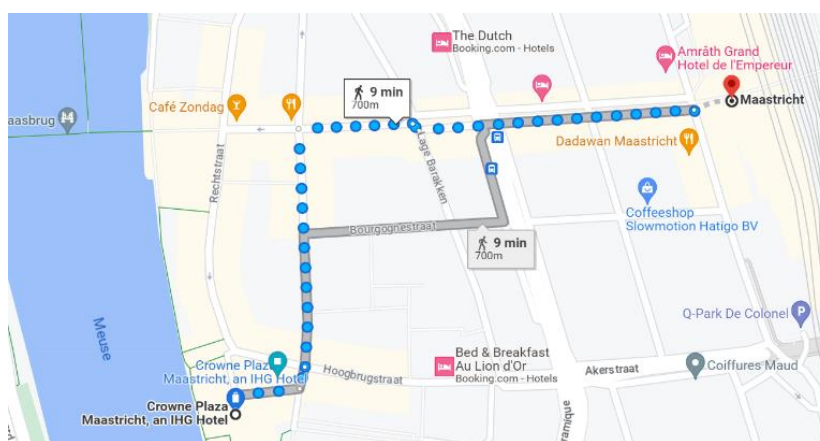 The Dutch
Booking.com - Hotels
Amrâth Grand
Hotel de l'Empereur
9 min
700m
Maastricht
Café Zondag
aasbrug
Lage Barakken
Dadawan Maastricht
Rechtstraat
Coffeeshop
Slowmotion Hatigo BV
Bourgognestraat
9 min
700m
Meuse
Q-Park De Colonel
P
Crowne Plaza
Maastricht, an IHG Hotel
Hoogbrugstraat
Bed & Breakfast
Au Lion d'Or
Booking.com - Hotels
Akerstraat
Coiffures Maud
Crowne Plaza
Maastricht, an IHG Hotel
ramique